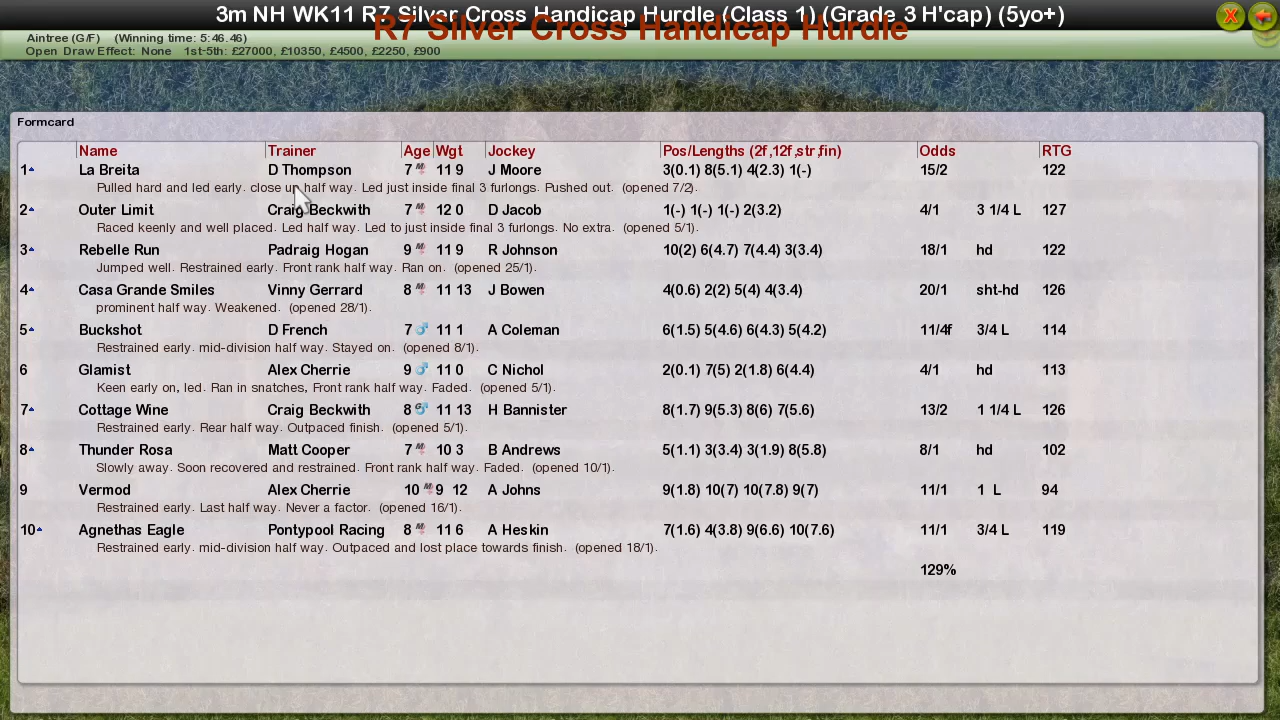 3m NH WK11 R7 Silver Cross Handicap Hurdle (Class 1) (Grade 3 H'cap) (5yo+)
R7 Silver Cross Handicap Hurdle
Aintree (G/F) (Winning time: 5:46.46)
Open Draw Effect: None 1st-5th: £27000, £10350, £4500, £2250, £900
Formcard
Name Trainer Age Wgt Jockey Pos/Lengths (2f,12f,str,fin) Odds RTG
1 La Breita D Thompson 7 11 9 J Moore 3(0.1) 8(5.1) 4(2.3) 1(-) 15/2 122
Pulled hard and led early. close up half way. Led just inside final 3 furlongs. Pushed out. (opened 7/2).
2 Outer Limit Craig Beckwith 7 12 0 D Jacob 1(-) 1(-) 1(-) 2(3.2) 4/1 3 1/4 L 127
Raced keenly and well placed. Led half way. Led to just inside final 3 furlongs. No extra. (opened 5/1).
3 Rebelle Run Padraig Hogan 9 11 9 R Johnson 10(2) 6(4.7) 7(4.4) 3(3.4) 18/1 hd 122
Jumped well. Restrained early. Front rank half way. Ran on. (opened 25/1).
4 Casa Grande Smiles Vinny Gerrard 8 11 13 J Bowen 4(0.6) 2(2) 5(4) 4(3.4) 20/1 sht-hd 126
prominent half way. Weakened. (opened 28/1).
5 Buckshot D French 7 11 1 A Coleman 6(1.5) 5(4.6) 6(4.3) 5(4.2) 11/4f 3/4 L 114
Restrained early. mid-division half way. Stayed on. (opened 8/1).
6 Glamist Alex Cherrie 9 11 0 C Nichol 2(0.1) 7(5) 2(1.8) 6(4.4) 4/1 hd 113
Keen early on, led. Ran in snatches, Front rank half way. Faded. (opened 5/1).
7 Cottage Wine Craig Beckwith 8 11 13 H Bannister 8(1.7) 9(5.3) 8(6) 7(5.6) 13/2 1 1/4 L 126
Restrained early. Rear half way. Outpaced finish. (opened 5/1).
8 Thunder Rosa Matt Cooper 7 10 3 B Andrews 5(1.1) 3(3.4) 3(1.9) 8(5.8) 8/1 hd 102
Slowly away. Soon recovered and restrained. Front rank half way. Faded. (opened 10/1).
9 Vermod Alex Cherrie 10 9 12 A Johns 9(1.8) 10(7) 10(7.8) 9(7) 11/1 1 L 94
Restrained early. Last half way. Never a factor. (opened 16/1).
10 Agnethas Eagle Pontypool Racing 8 11 6 A Heskin 7(1.6) 4(3.8) 9(6.6) 10(7.6) 11/1 3/4 L 119
Restrained early. mid-division half way. Outpaced and lost place towards finish. (opened 18/1).
129%